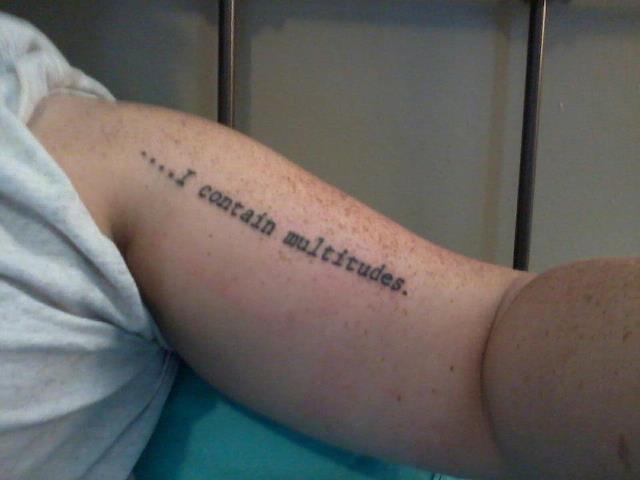 ....I contain multitudes.